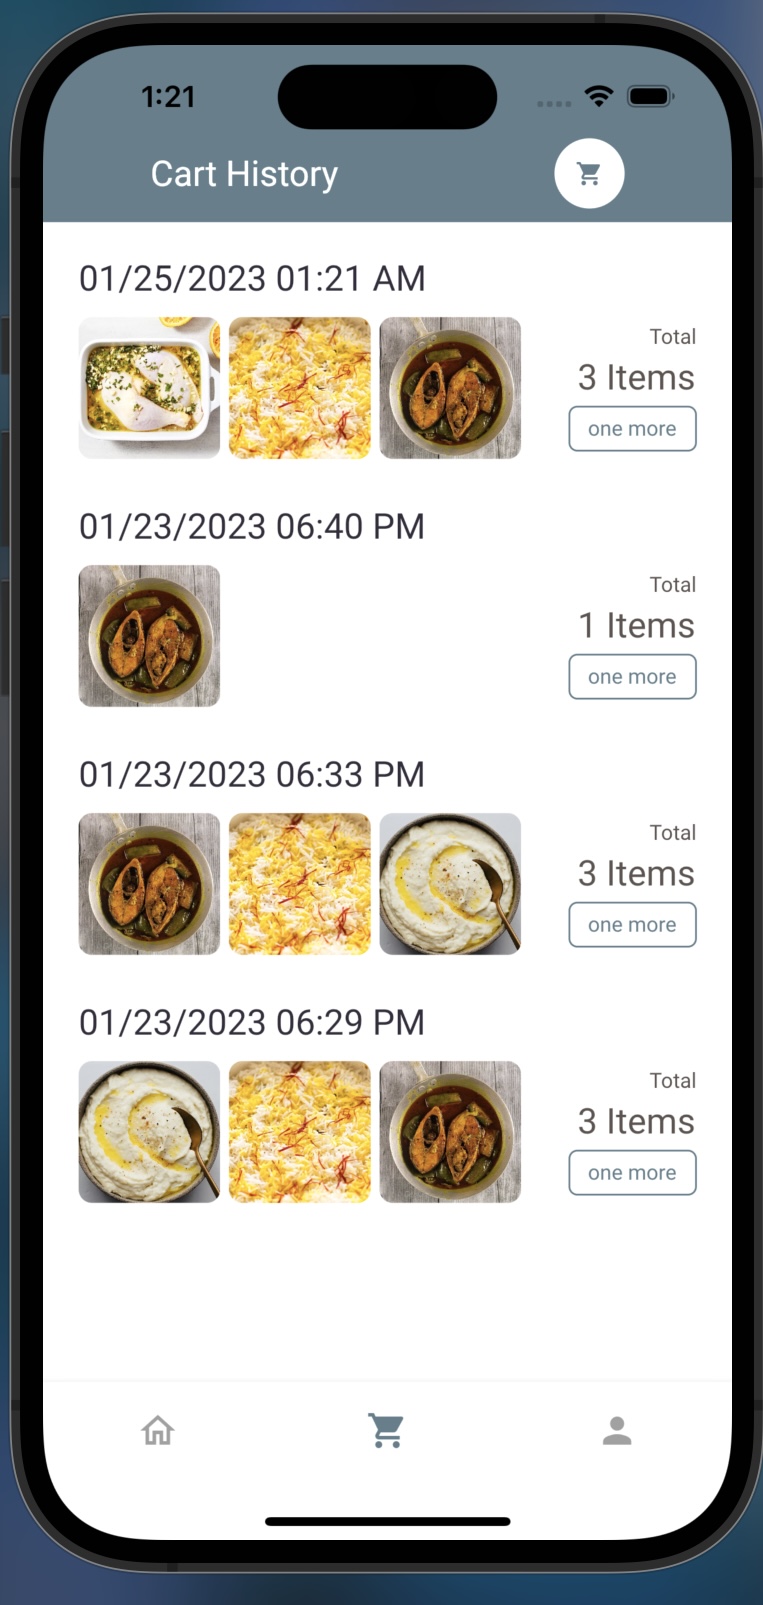 1:21
Cart History
01/25/2023 01:21 AM
Total
3 Items
one more
01/23/2023 06:40 PM
Total
1 Items
one more
01/23/2023 06:33 PM
Total
3 Items
one more
01/23/2023 06:29 PM
Total
3 Items
one more